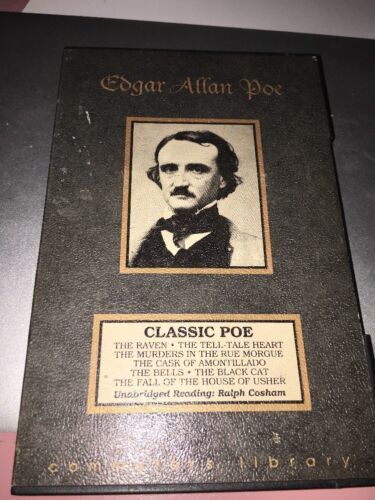 Edgar Allan Poe
CLASSIC POE
THE RAVEN • THE TELL-TALE HEART
THE MURDERS IN THE RUE MORGUE
THE CASK OF AMONTILLADO
THE BELLS • THE BLACK CAT
THE FALL OF THE HOUSE OF USHER
Unabridged Reading: Ralph Cosham
commuters library